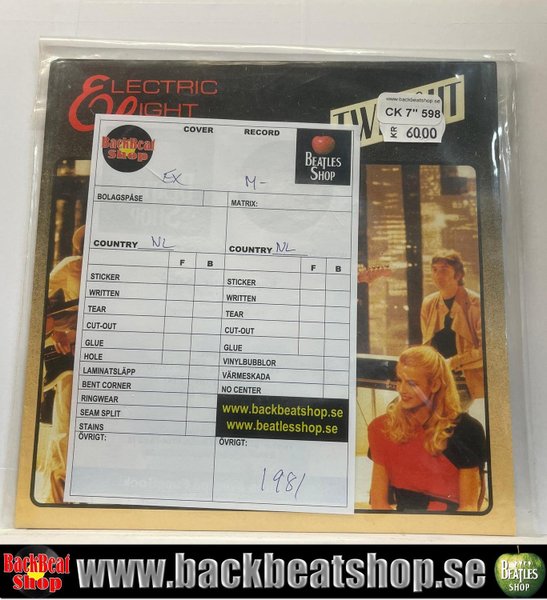 ELECTRIC
LIGHT
TWILIGHT
www.backbeatshop.se
CK 7" 598
KR 60.00
BackBeat
Shop
COVER RECORD
BEATLES
SHOP
EX M-
BOLAGSPÅSE MATRIX:
COUNTRY NL COUNTRY NL
F B F B
STICKER STICKER
WRITTEN WRITTEN
TEAR TEAR
CUT-OUT CUT-OUT
GLUE GLUE
HOLE VINYLBUBBLOR
LAMINATSLÄPP VÄRMESKADA
BENT CORNER NO CENTER
RINGWEAR
SEAM SPLIT
STAINS
www.backbeatshop.se
www.beatlesshop.se
ÖVRIGT: ÖVRIGT:
1981
BackBeat
Shop
www.backbeatshop.se
BEATLES
SHOP